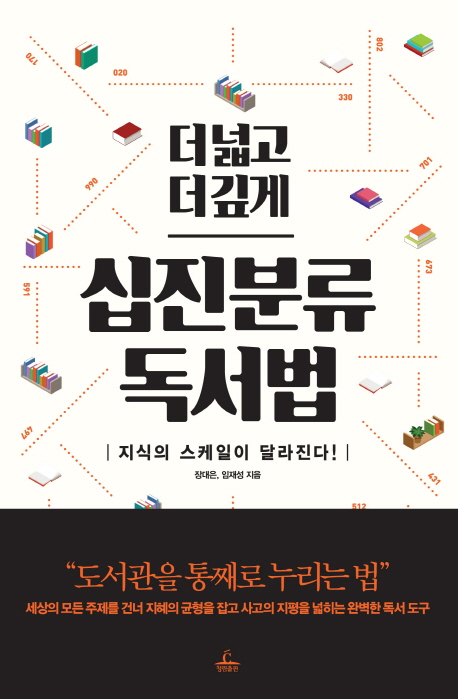 170
020
802
330
더 넓고
더 깊게
990
701
십진분류
독서법
591
673
| 지식의 스케일이 달라진다! |
장대은, 임재성 지음
497
431
512
“도서관을 통째로 누리는 법”
세상의 모든 주제를 건너 지혜의 균형을 잡고 사고의 지평을 넓히는 완벽한 독서 도구
청림출판